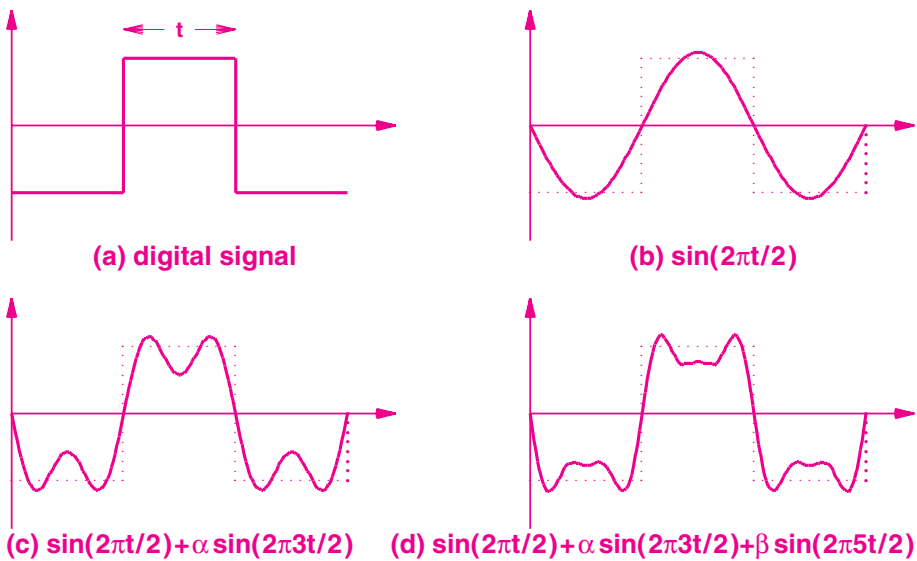 t
(a) digital signal
(b) sin(2πt/2)
(c) sin(2πt/2)+α sin(2π3t/2)
(d) sin(2πt/2)+α sin(2π3t/2)+β sin(2π5t/2)